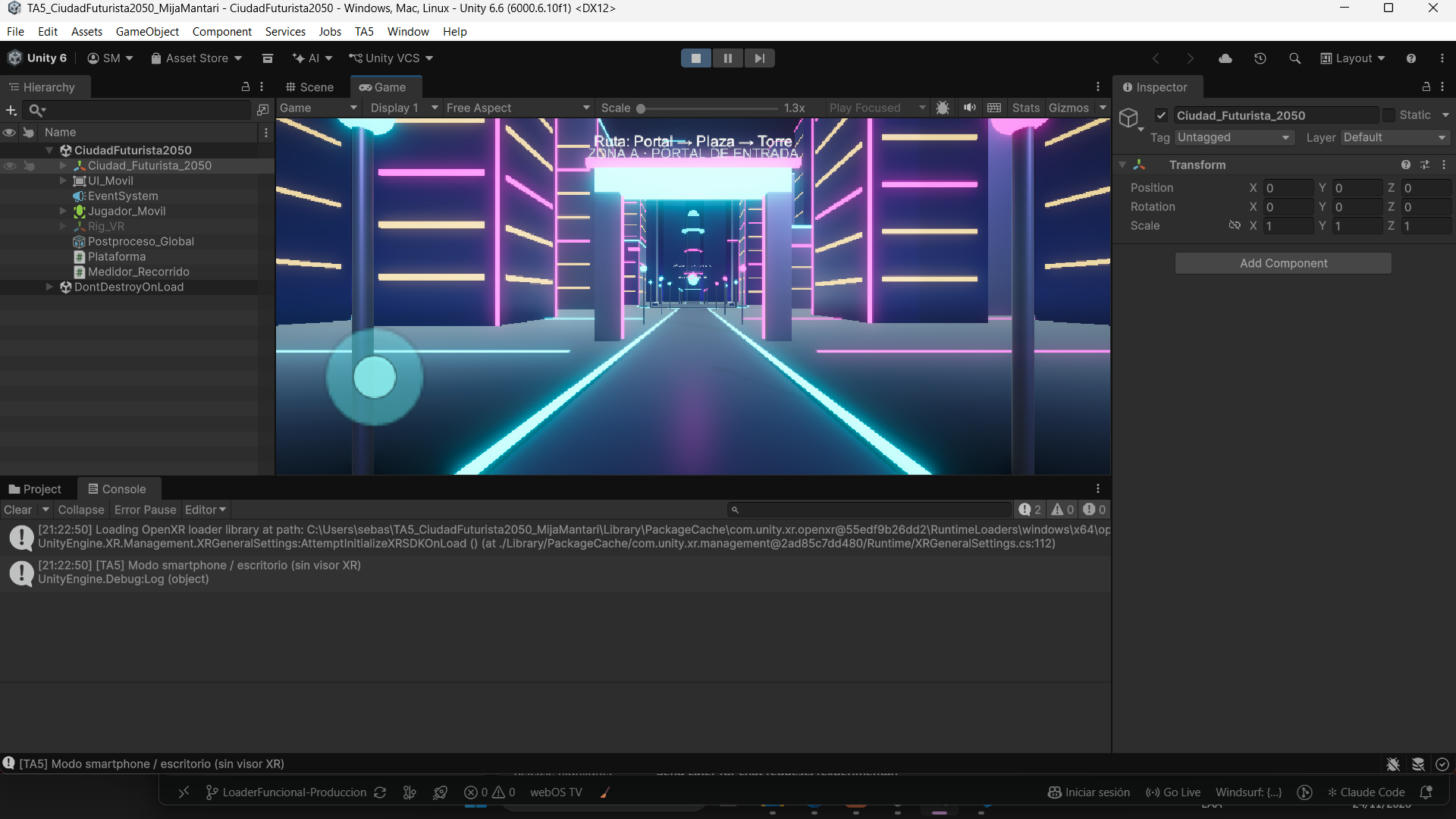 TA5_CiudadFuturista2050_MijaMantari - CiudadFuturista2050 - Windows, Mac, Linux - Unity 6.6 (6000.6.10f1) <DX12>
File Edit Assets GameObject Component Services Jobs TA5 Window Help
Unity 6 SM Asset Store AI Unity VCS Layout
Hierarchy Scene Game Inspector
Game Display 1 Free Aspect Scale 1.3x Play Focused Stats Gizmos
Ciudad_Futurista_2050 Static
Tag Untagged Layer Default
Name
CiudadFuturista2050
Ciudad_Futurista_2050
UI_Movil
EventSystem
Jugador_Movil
Rig_VR
Postproceso_Global
Plataforma
Medidor_Recorrido
DontDestroyOnLoad
Ruta: Portal → Plaza → Torre
ZONA A · PORTAL DE ENTRADA
Transform
Position X 0 Y 0 Z 0
Rotation X 0 Y 0 Z 0
Scale X 1 Y 1 Z 1
Add Component
Project Console
Clear Collapse Error Pause Editor 2 0 0
[21:22:50] Loading OpenXR loader library at path: C:\Users\sebas\TA5_CiudadFuturista2050_MijaMantari\Library\PackageCache\com.unity.xr.openxr@55edf9b26dd2\RuntimeLoaders\windows\x64\op
UnityEngine.XR.Management.XRGeneralSettings:AttemptInitializeXRSDKOnLoad () (at ./Library/PackageCache/com.unity.xr.management@2ad85c7dd480/Runtime/XRGeneralSettings.cs:112)
[21:22:50] [TA5] Modo smartphone / escritorio (sin visor XR)
UnityEngine.Debug:Log (object)
[TA5] Modo smartphone / escritorio (sin visor XR)
LoaderFuncional-Produccion 0 0 webOS TV Iniciar sesión Go Live Windsurf: {...} Claude Code